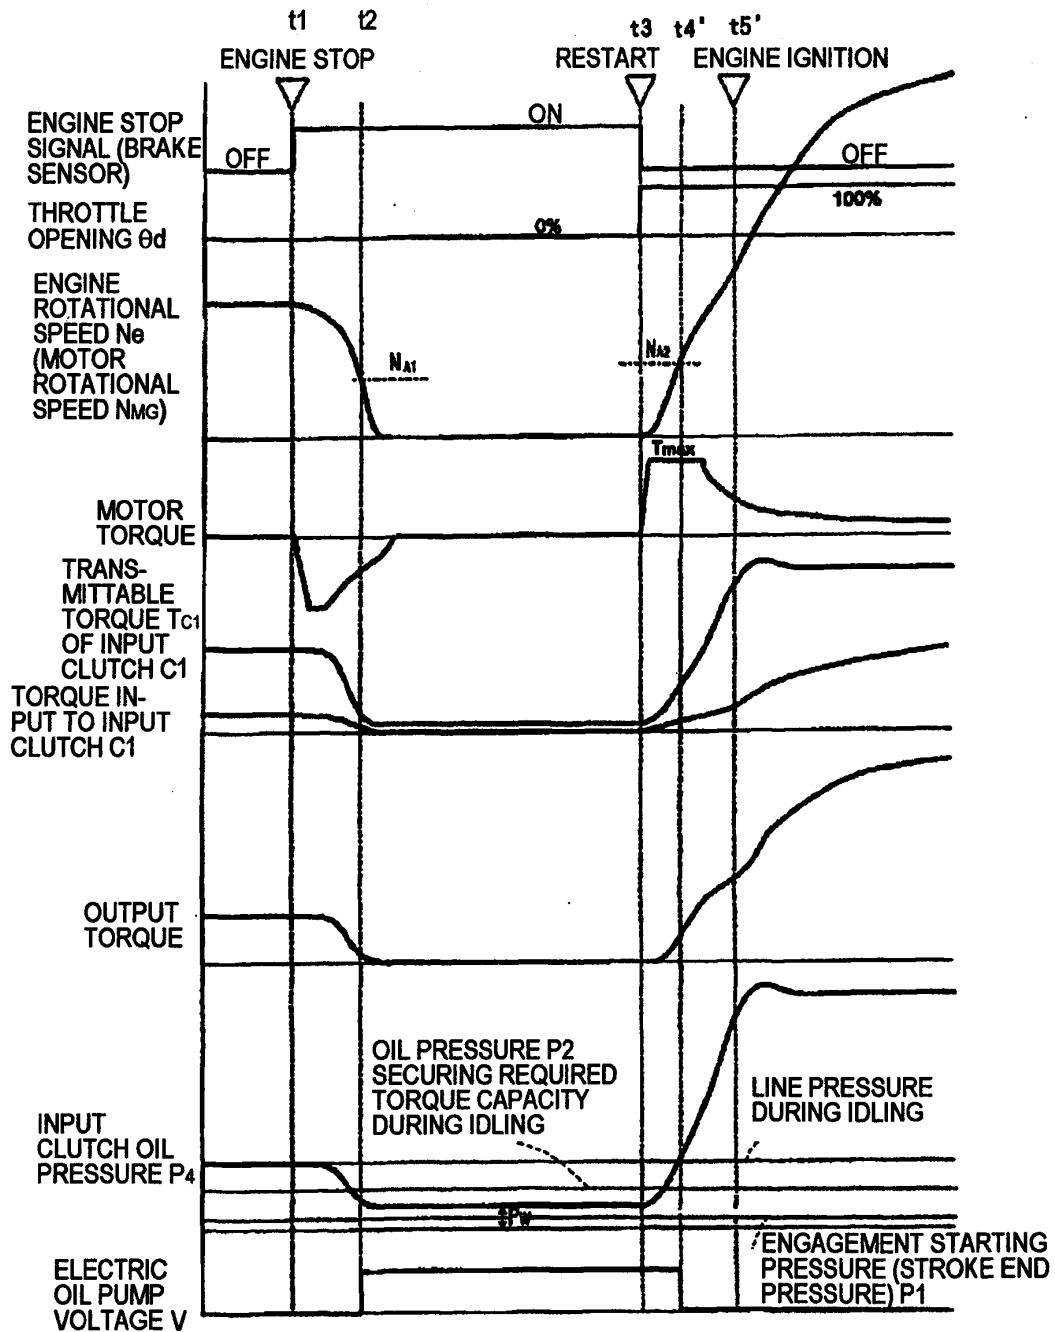 t1 t2 t3 t4' t5'
ENGINE STOP RESTART ENGINE IGNITION
ENGINE STOP
SIGNAL (BRAKE
SENSOR)
OFF
ON
OFF
100%
THROTTLE
OPENING θd
0%
ENGINE
ROTATIONAL
SPEED Ne
(MOTOR
ROTATIONAL
SPEED NMG)
NA1
NA2
Tmax
MOTOR
TORQUE
TRANS-
MITTABLE
TORQUE TC1
OF INPUT
CLUTCH C1
TORQUE IN-
PUT TO INPUT
CLUTCH C1
OUTPUT
TORQUE
OIL PRESSURE P2
SECURING REQUIRED
TORQUE CAPACITY
DURING IDLING
LINE PRESSURE
DURING IDLING
INPUT
CLUTCH OIL
PRESSURE P4
PW
ENGAGEMENT STARTING
PRESSURE (STROKE END
PRESSURE) P1
ELECTRIC
OIL PUMP
VOLTAGE V